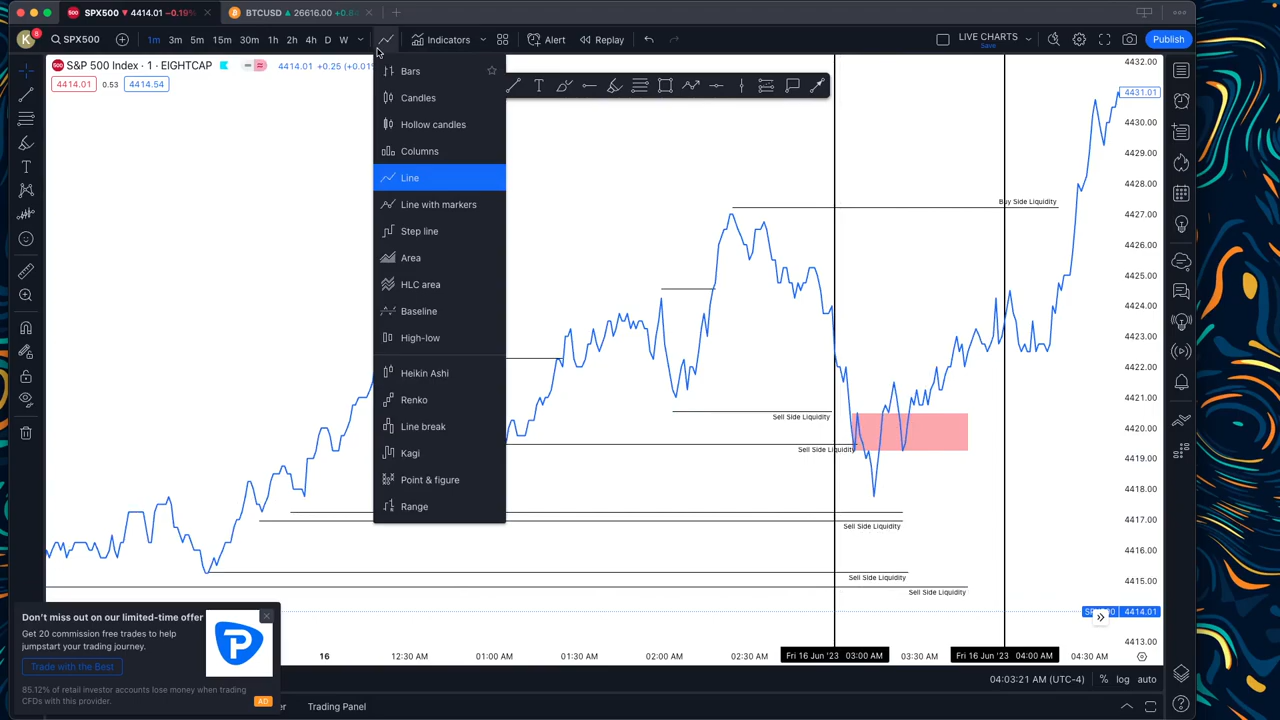 SPX500 ▲ 4414.01 −0.19%
BTCUSD ▲ 26616.00 +0.8
K
8
SPX500
1m 3m 5m 15m 30m 1h 2h 4h D W
Indicators
Alert
Replay
LIVE CHARTS
Save
Publish
500 S&P 500 Index · 1 · EIGHTCAP
4414.01 +0.25 (+0.01%
4414.01 0.53 4414.54
Bars
Candles
Hollow candles
Columns
Line
Line with markers
Step line
Area
HLC area
Baseline
High-low
Heikin Ashi
Renko
Line break
Kagi
Point & figure
Range
Buy Side Liquidity
Sell Side Liquidity
Sell Side Liquidity
Sell Side Liquidity
Sell Side Liquidity
Sell Side Liquidity
4432.00
4431.01
4430.00
4429.00
4428.00
4427.00
4426.00
4425.00
4424.00
4423.00
4422.00
4421.00
4420.00
4419.00
4418.00
4417.00
4416.00
4415.00
4414.01
4413.00
Don't miss out on our limited-time offer
Get 20 commission free trades to help
jumpstart your trading journey.
Trade with the Best
85.12% of retail investor accounts lose money when trading
CFDs with this provider.
AD
16 12:30 AM 01:00 AM 01:30 AM 02:00 AM 02:30 AM Fri 16 Jun '23 03:00 AM 03:30 AM Fri 16 Jun '23 04:00 AM 04:30 AM
04:03:21 AM (UTC-4) % log auto
Trading Panel